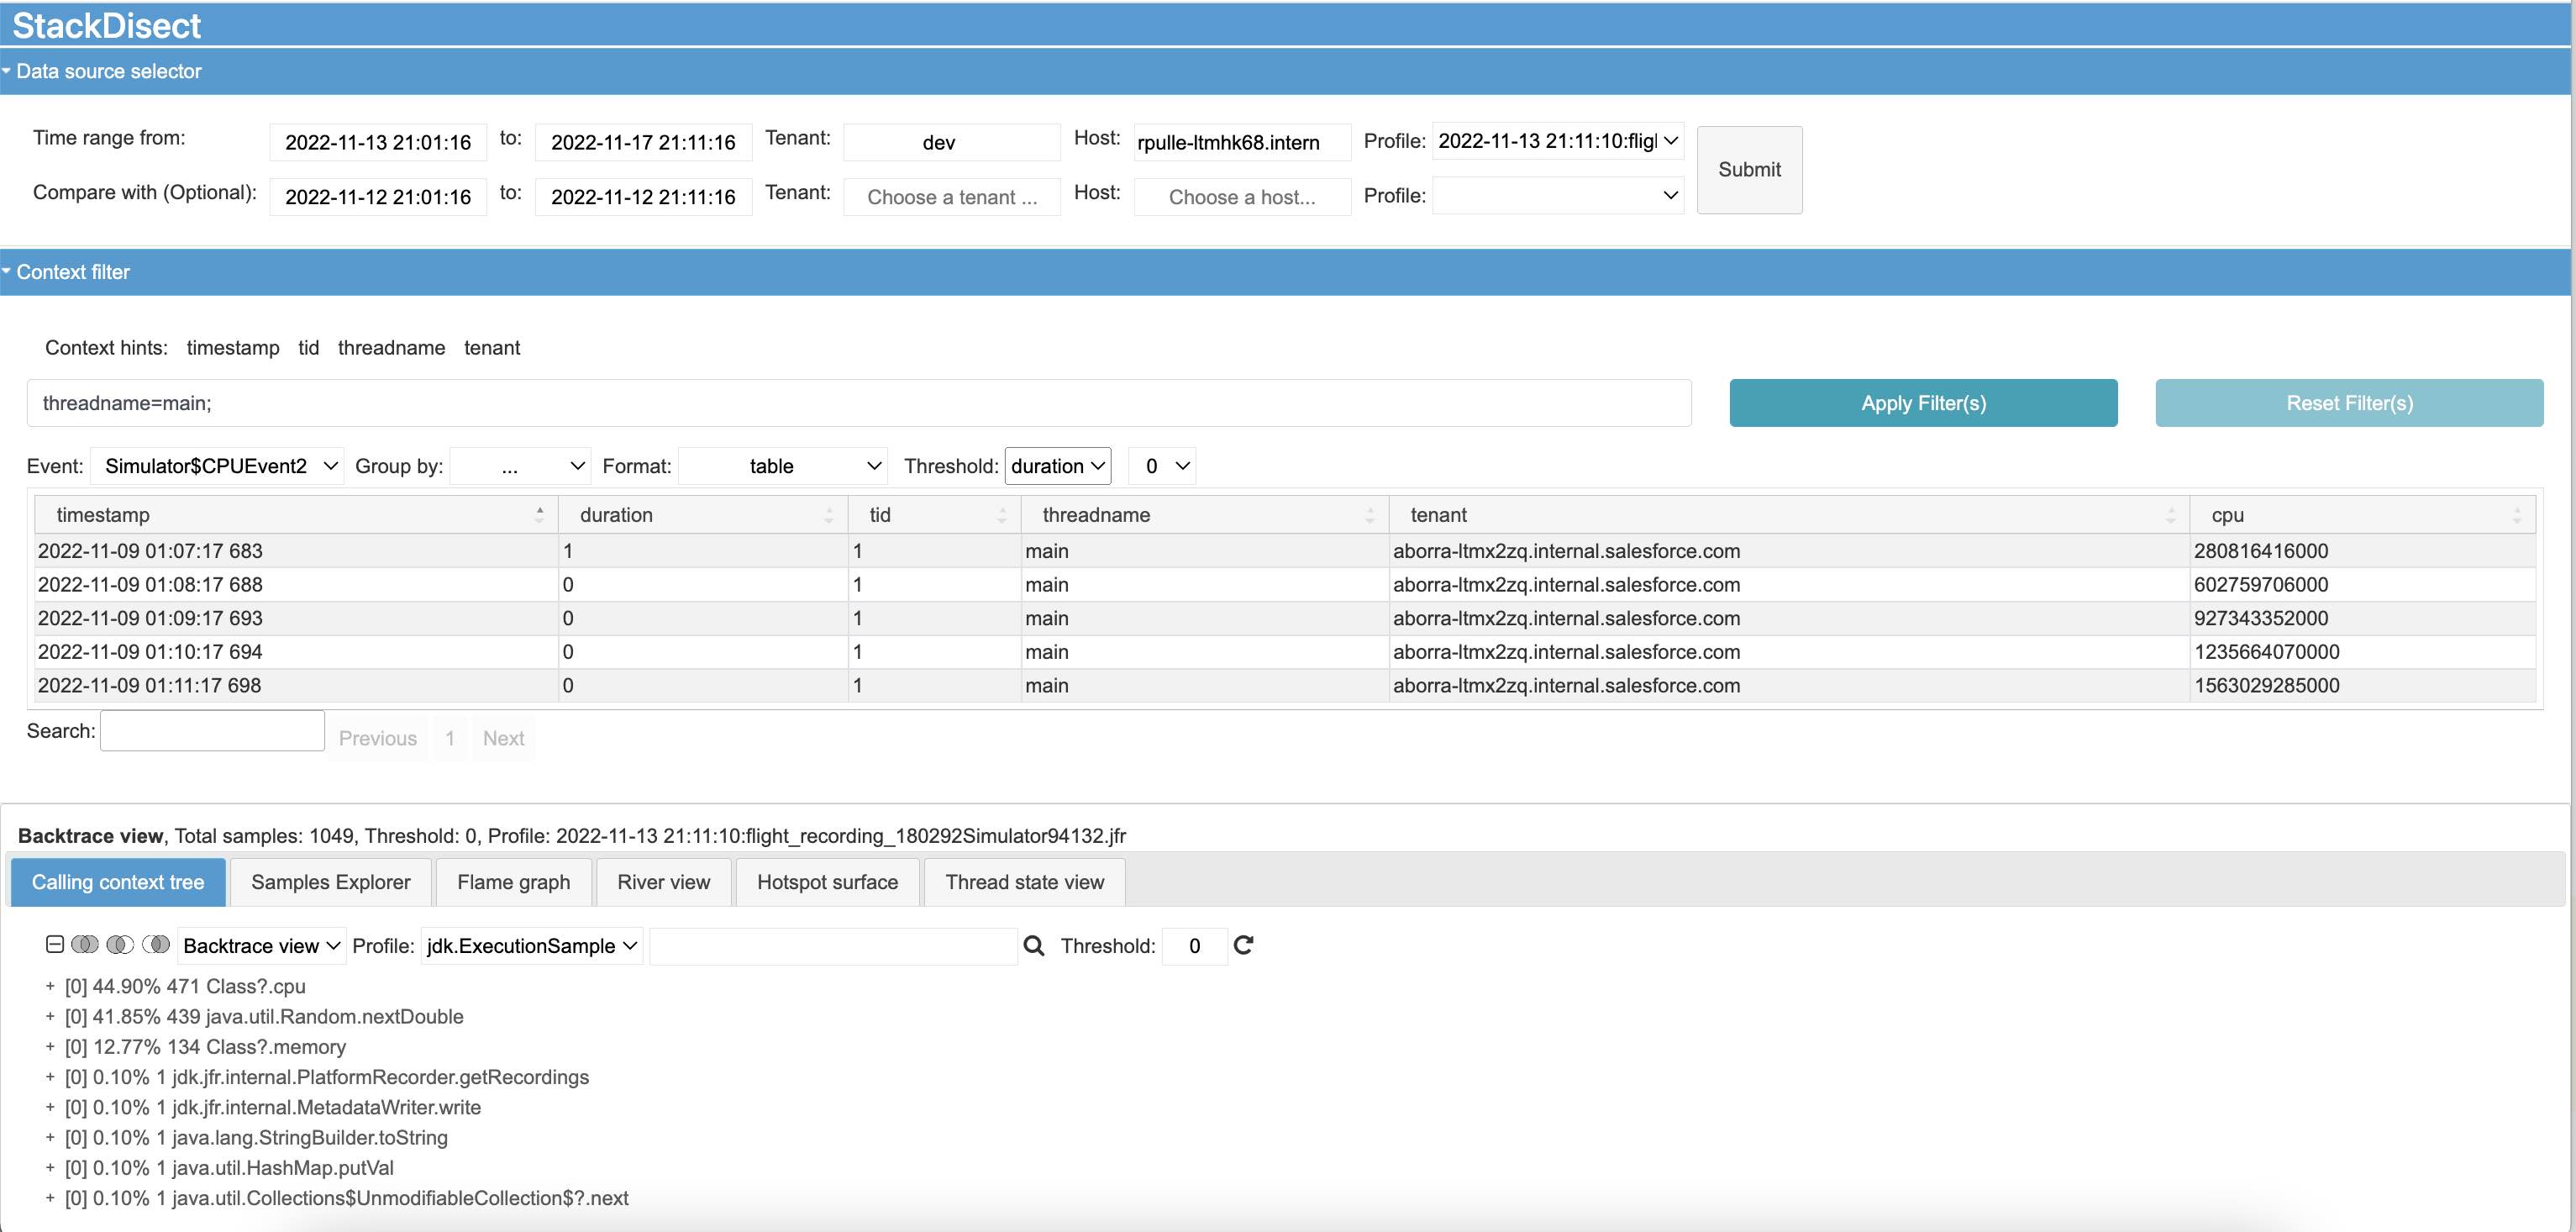 StackDisect
Data source selector
Time range from: 2022-11-13 21:01:16 to: 2022-11-17 21:11:16 Tenant: dev Host: rpulle-ltmhk68.intern Profile: 2022-11-13 21:11:10:fligl Submit
Compare with (Optional): 2022-11-12 21:01:16 to: 2022-11-12 21:11:16 Tenant: Choose a tenant ... Host: Choose a host... Profile:
Context filter
Context hints: timestamp tid threadname tenant
threadname=main; Apply Filter(s) Reset Filter(s)
Event: Simulator$CPUEvent2 Group by: ... Format: table Threshold: duration 0
timestamp duration tid threadname tenant cpu
2022-11-09 01:07:17 683 1 1 main aborra-ltmx2zq.internal.salesforce.com 280816416000
2022-11-09 01:08:17 688 0 1 main aborra-ltmx2zq.internal.salesforce.com 602759706000
2022-11-09 01:09:17 693 0 1 main aborra-ltmx2zq.internal.salesforce.com 927343352000
2022-11-09 01:10:17 694 0 1 main aborra-ltmx2zq.internal.salesforce.com 1235664070000
2022-11-09 01:11:17 698 0 1 main aborra-ltmx2zq.internal.salesforce.com 1563029285000
Search: Previous 1 Next
Backtrace view, Total samples: 1049, Threshold: 0, Profile: 2022-11-13 21:11:10:flight_recording_180292Simulator94132.jfr
Calling context tree Samples Explorer Flame graph River view Hotspot surface Thread state view
Backtrace view Profile: jdk.ExecutionSample Threshold: 0
+ [0] 44.90% 471 Class?.cpu
+ [0] 41.85% 439 java.util.Random.nextDouble
+ [0] 12.77% 134 Class?.memory
+ [0] 0.10% 1 jdk.jfr.internal.PlatformRecorder.getRecordings
+ [0] 0.10% 1 jdk.jfr.internal.MetadataWriter.write
+ [0] 0.10% 1 java.lang.StringBuilder.toString
+ [0] 0.10% 1 java.util.HashMap.putVal
+ [0] 0.10% 1 java.util.Collections$UnmodifiableCollection$?.next